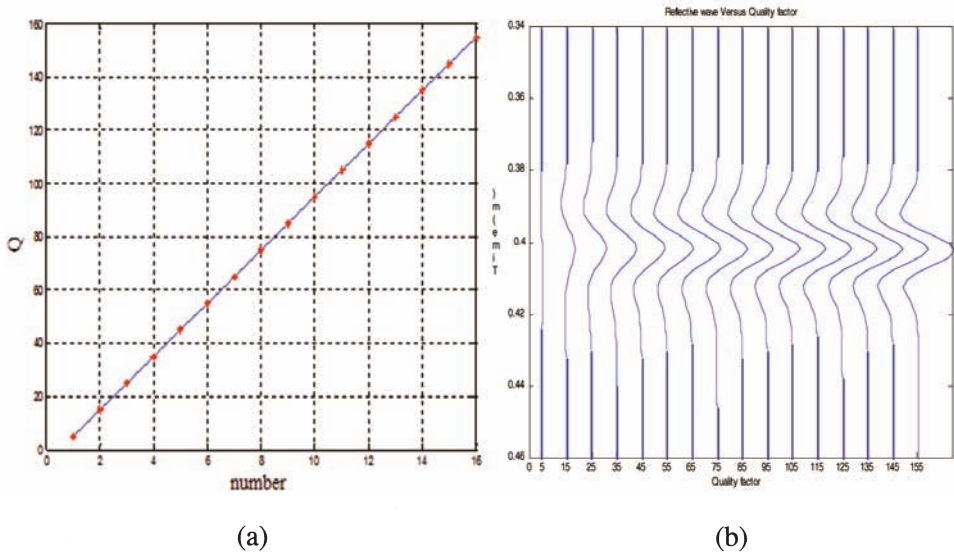 160
140
120
100
80
60
40
20
0
Q
0 2 4 6 8 10 12 14 16
number
(a)
Reflective wave Versus Quality factor
0.34
0.36
0.38
0.4
0.42
0.44
0.46
T i m e ( m )
0 5 15 25 35 45 55 65 75 85 95 105 115 125 135 145 155
Quality factor
(b)